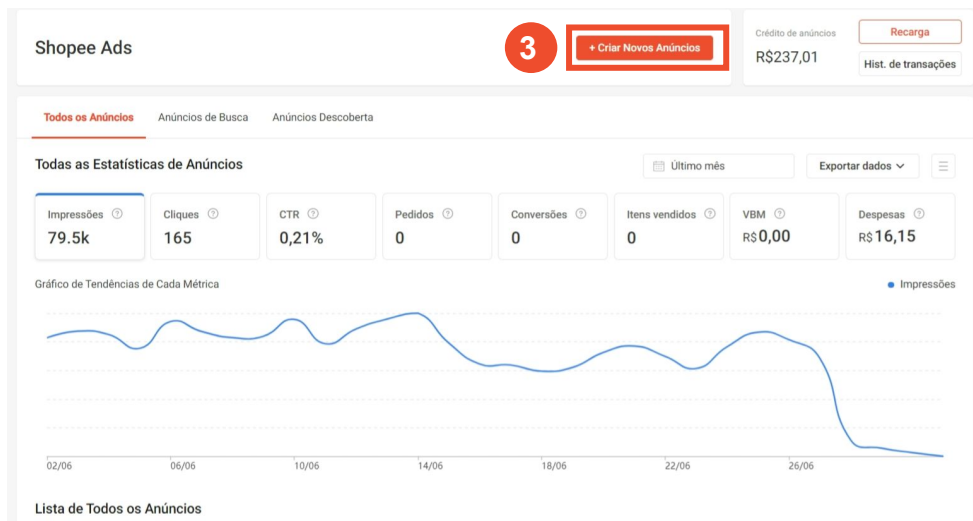 Shopee Ads
3
+ Criar Novos Anúncios
Crédito de anúncios
R$237,01
Recarga
Hist. de transações
Todos os Anúncios
Anúncios de Busca
Anúncios Descoberta
Todas as Estatísticas de Anúncios
Último mês
Exportar dados
Impressões
79.5k
Cliques
165
CTR
0,21%
Pedidos
0
Conversões
0
Itens vendidos
0
VBM
R$0,00
Despesas
R$16,15
Gráfico de Tendências de Cada Métrica
Impressões
02/06
06/06
10/06
14/06
18/06
22/06
26/06
Lista de Todos os Anúncios